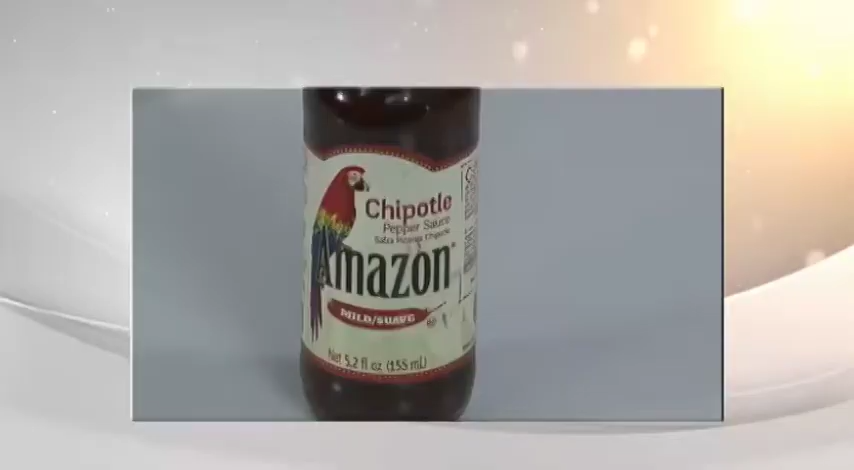 Chipotle
Pepper Sauce
Salsa Picante Chipotle
Amazon®
MILD/SUAVE
Net 5.2 fl oz (155 mL)